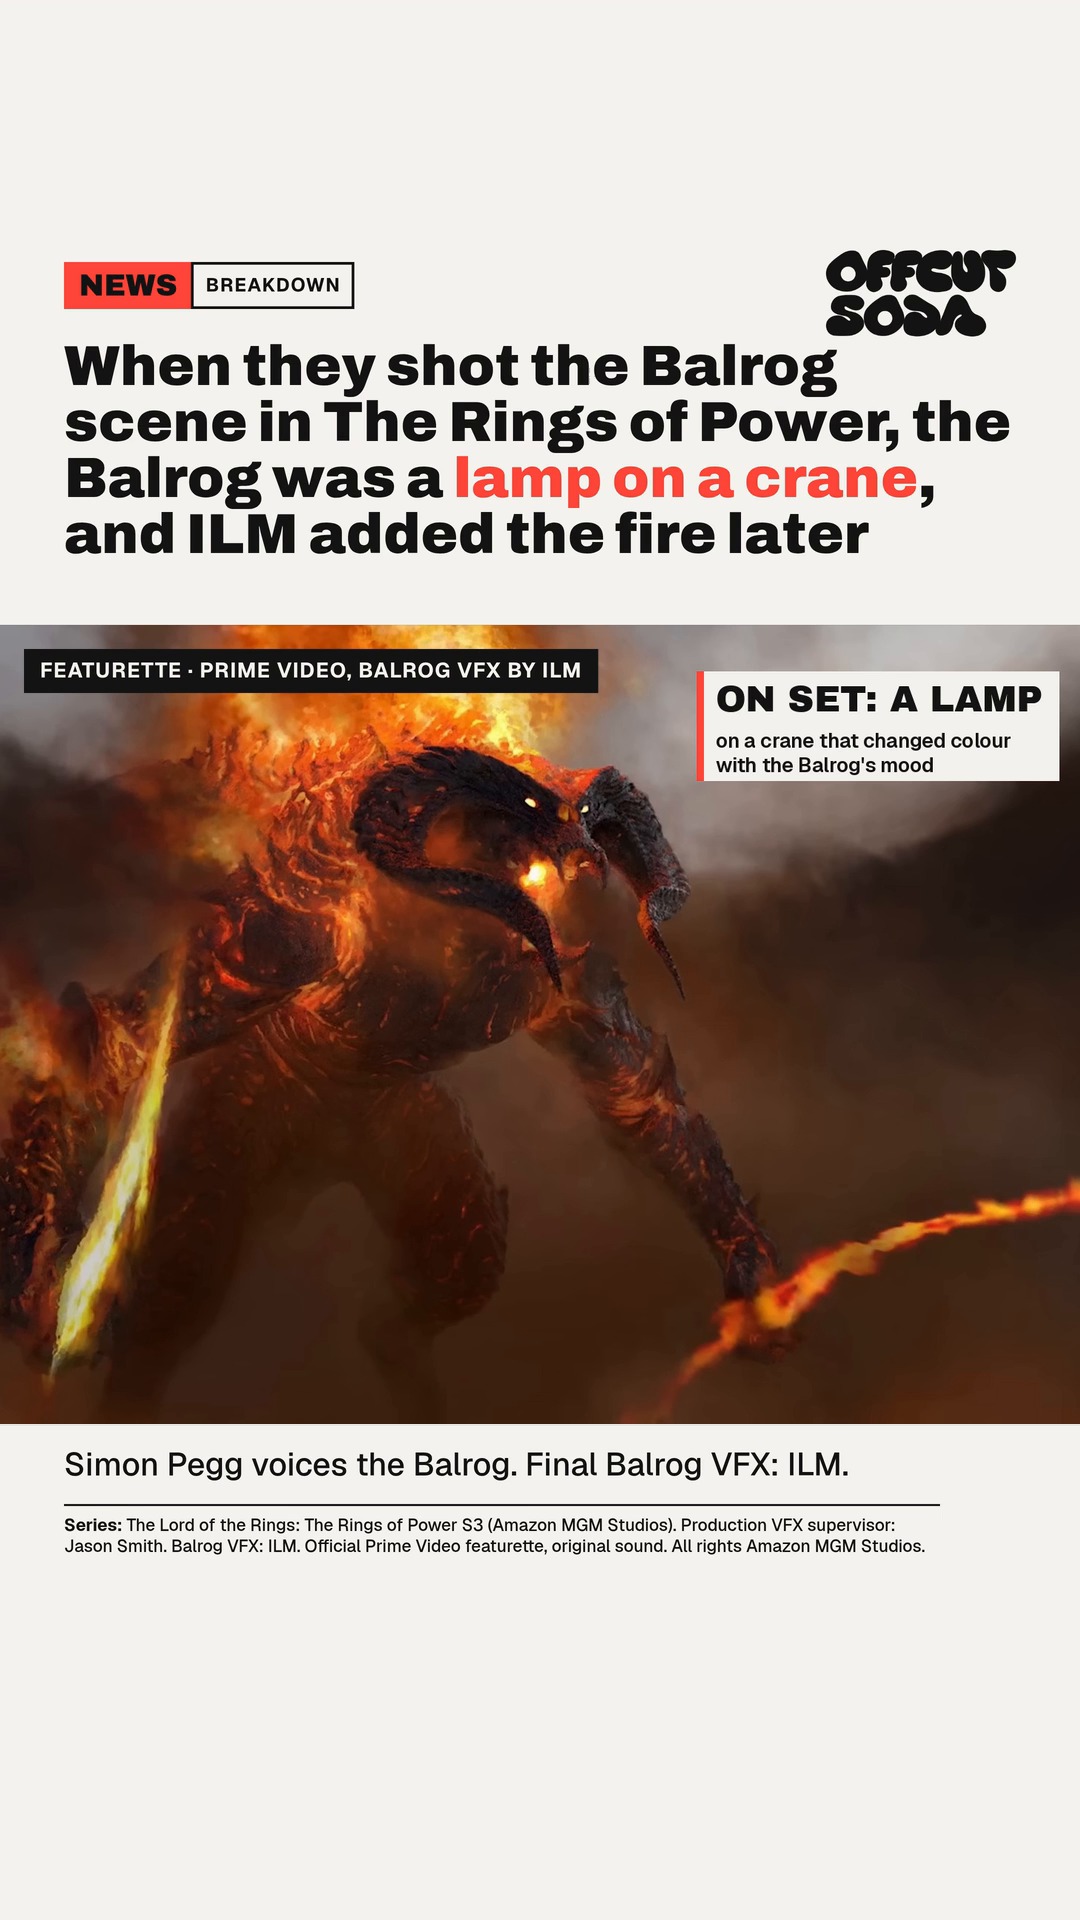 NEWS BREAKDOWN
OFFCUT
SODA
When they shot the Balrog
scene in The Rings of Power, the
Balrog was a lamp on a crane,
and ILM added the fire later
FEATURETTE · PRIME VIDEO, BALROG VFX BY ILM
ON SET: A LAMP
on a crane that changed colour
with the Balrog's mood
Simon Pegg voices the Balrog. Final Balrog VFX: ILM.
Series: The Lord of the Rings: The Rings of Power S3 (Amazon MGM Studios). Production VFX supervisor:
Jason Smith. Balrog VFX: ILM. Official Prime Video featurette, original sound. All rights Amazon MGM Studios.